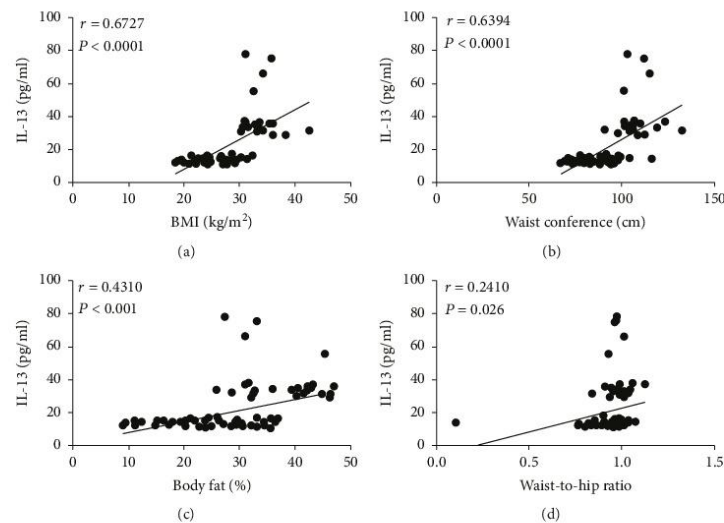 r = 0.6727
P < 0.0001
IL-13 (pg/ml)
100
80
60
40
20
0
0 10 20 30 40 50
BMI (kg/m²)
(a)
r = 0.6394
P < 0.0001
IL-13 (pg/ml)
100
80
60
40
20
0
0 50 100 150
Waist conference (cm)
(b)
r = 0.4310
P < 0.001
IL-13 (pg/ml)
100
80
60
40
20
0
0 10 20 30 40 50
Body fat (%)
(c)
r = 0.2410
P = 0.026
IL-13 (pg/ml)
100
80
60
40
20
0
0.0 0.5 1.0 1.5
Waist-to-hip ratio
(d)